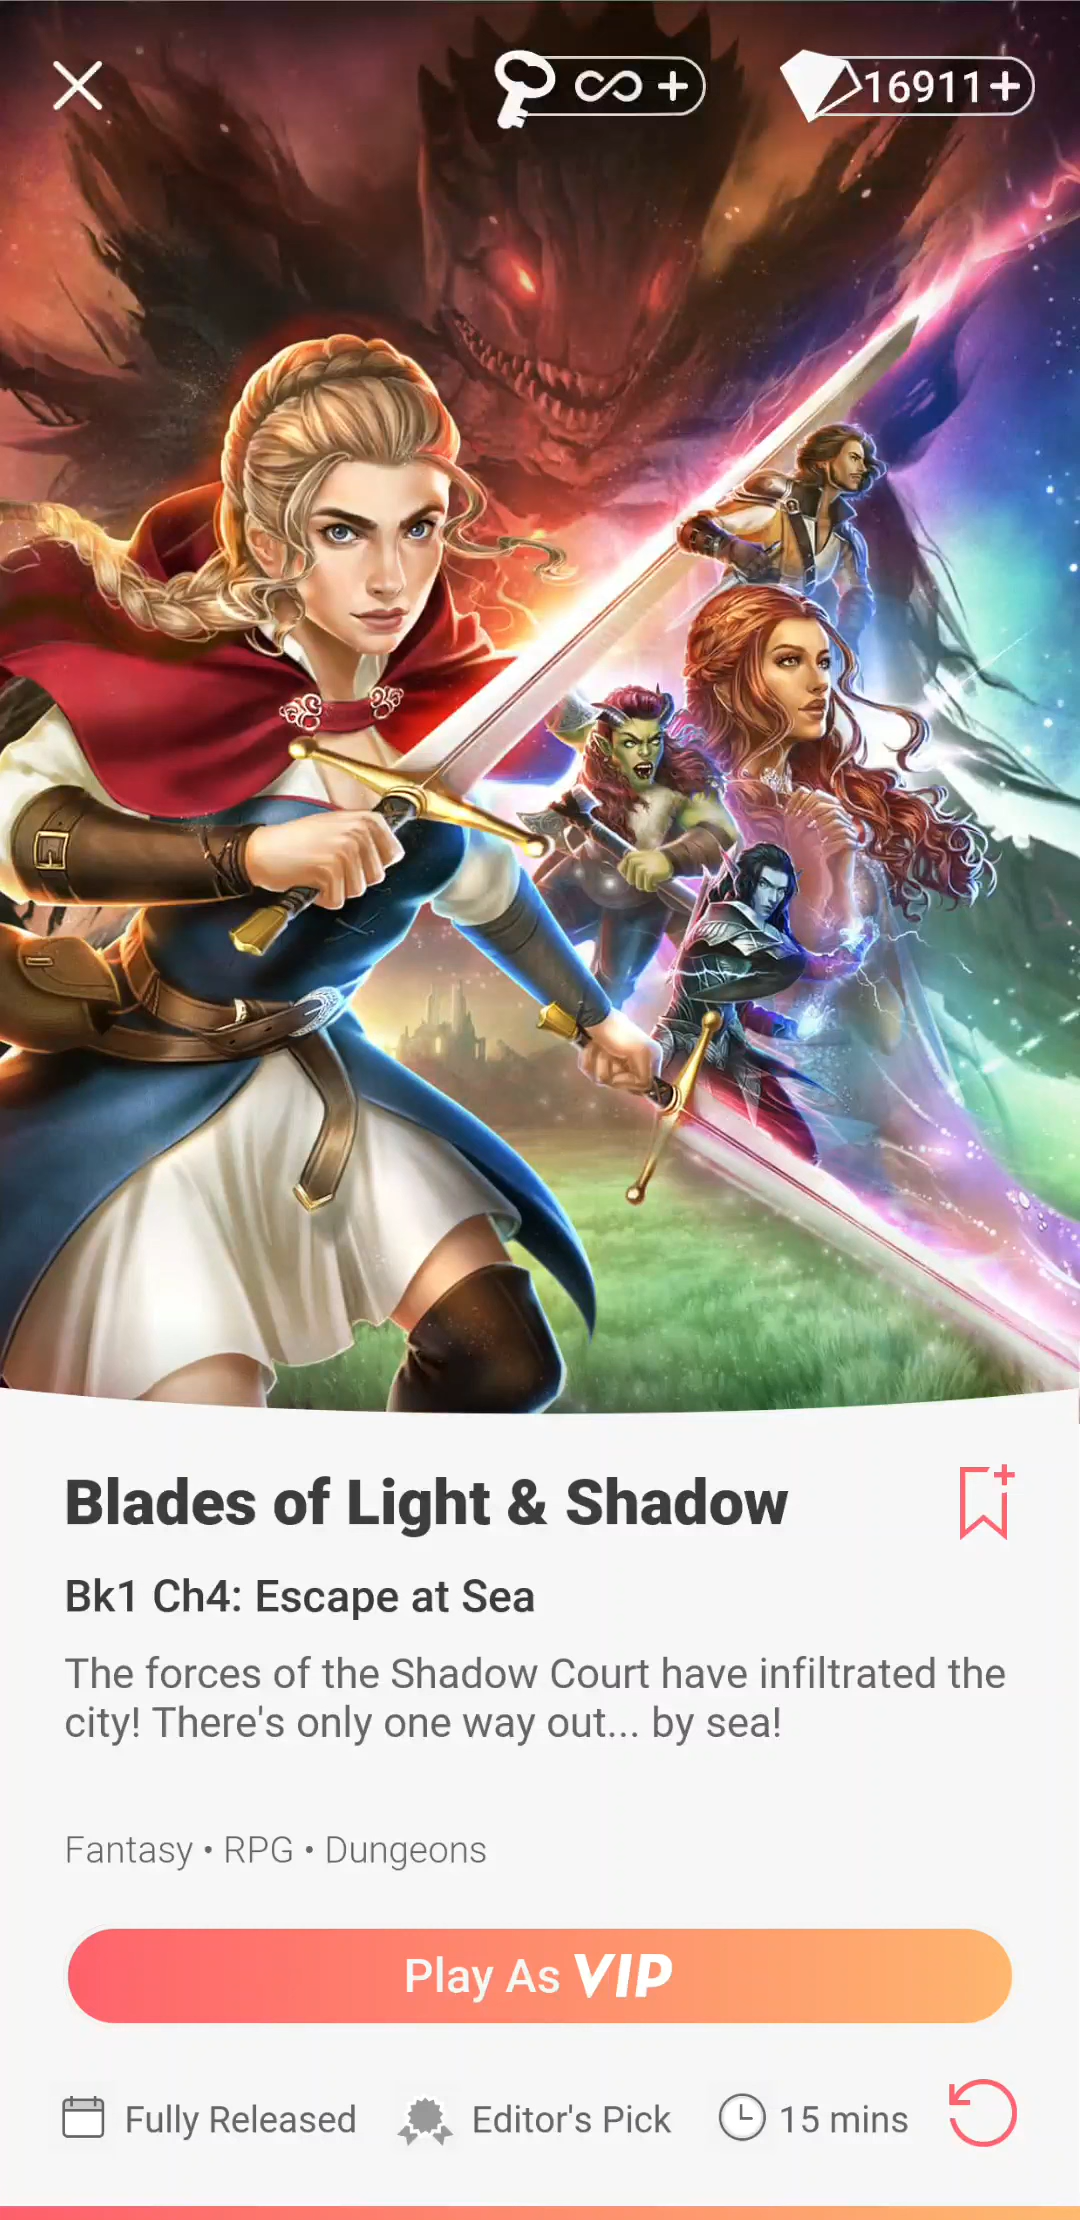 ∞ +
16911+
Blades of Light & Shadow
Bk1 Ch4: Escape at Sea
The forces of the Shadow Court have infiltrated the
city! There's only one way out... by sea!
Fantasy • RPG • Dungeons
Play As VIP
Fully Released
Editor's Pick
15 mins